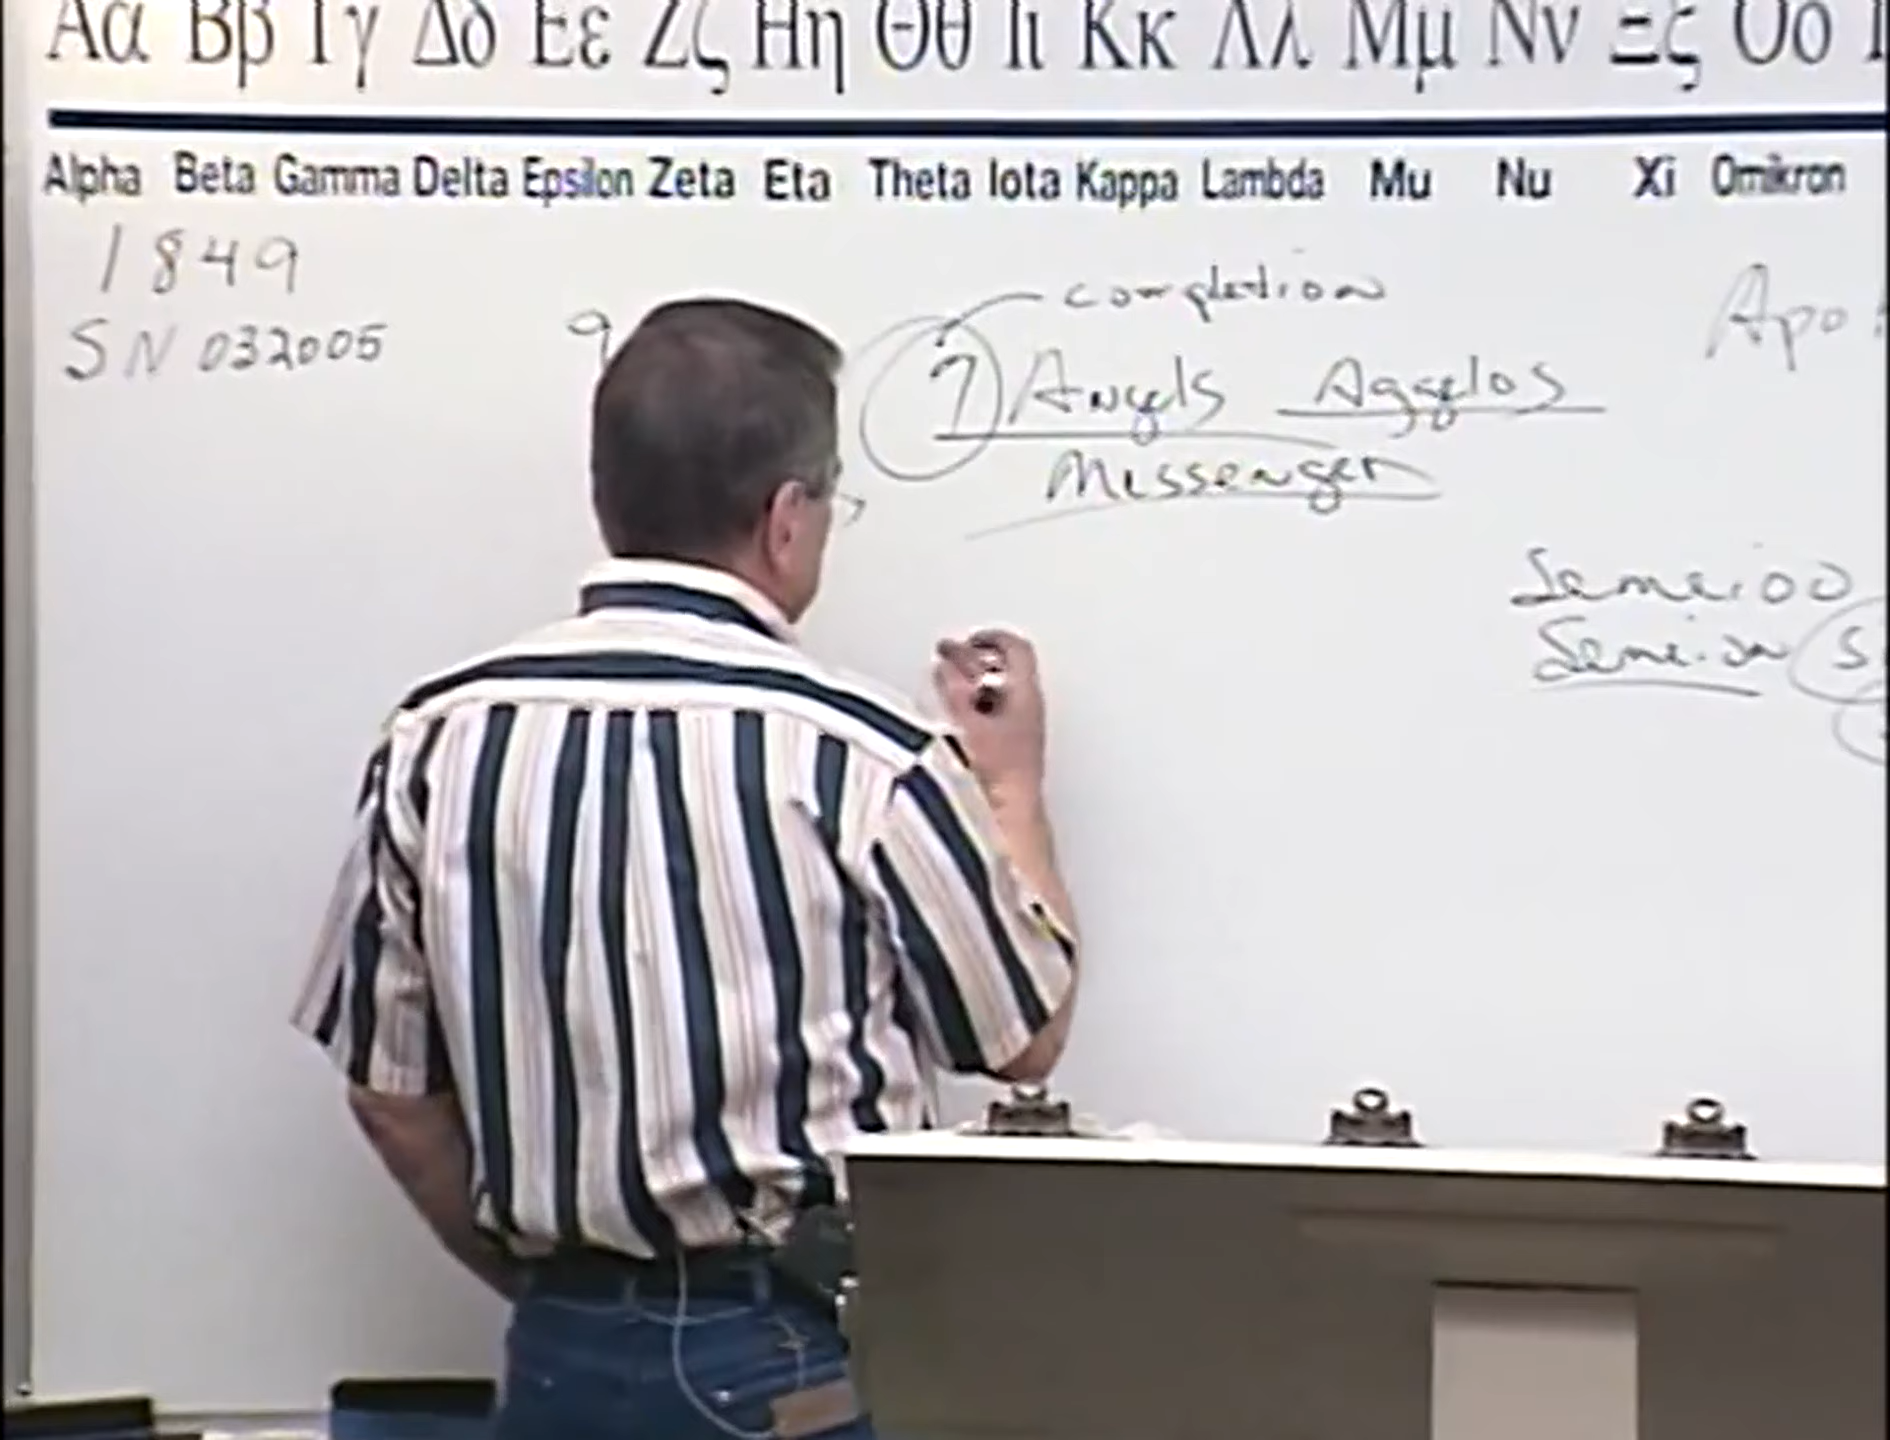 Αα Ββ Γγ Δδ Εε Ζζ Ηη Θθ Ιι Κκ Λλ Μμ Νν Ξξ Οο
Alpha Beta Gamma Delta Epsilon Zeta Eta Theta Iota Kappa Lambda Mu Nu Xi Omikron
1849
completion
SN 032005
Apo
7 Angels Aggelos
Messenger
Semeioo
Semeion